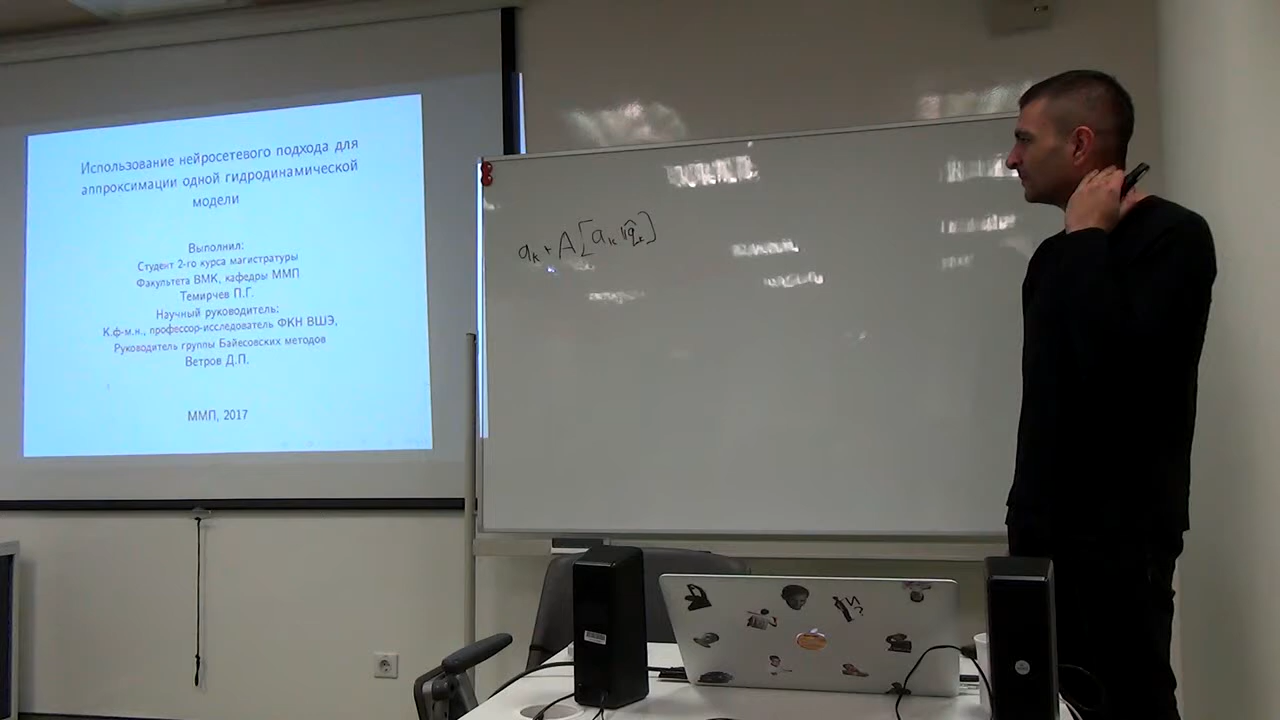 Использование нейросетевого подхода для
аппроксимации одной гидродинамической
модели
Выполнил:
Студент 2-го курса магистратуры
Факультета ВМК, кафедры ММП
Темирчев П.Г.
Научный руководитель:
К.ф-м.н., профессор-исследователь ФКН ВШЭ,
Руководитель группы Байесовских методов
Ветров Д.П.
ММП, 2017